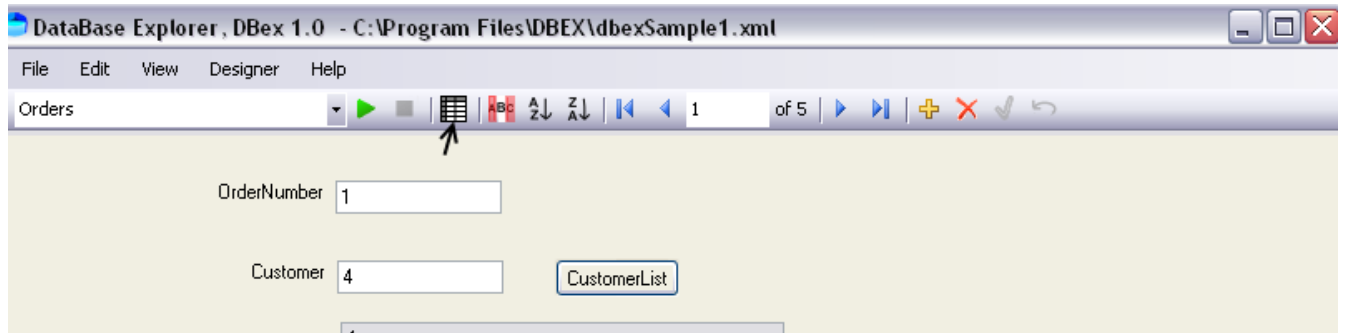 DataBase Explorer, DBex 1.0 - C:\Program Files\DBEX\dbexSample1.xml
File Edit View Designer Help
Orders ABC A Z Z A 1 of 5
OrderNumber 1
Customer 4 CustomerList